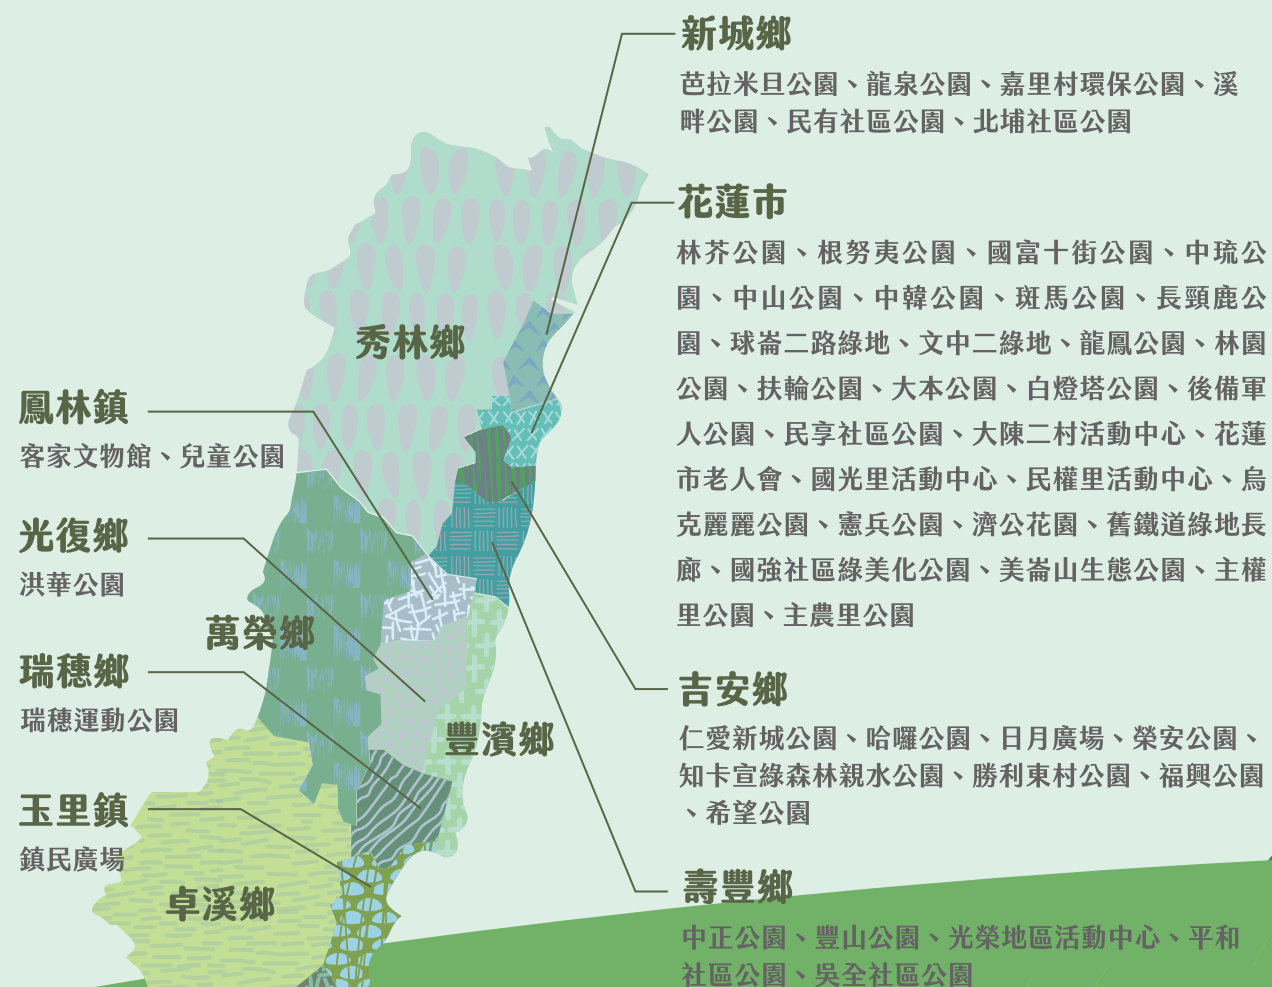 新城鄉
芭拉米旦公園、龍泉公園、嘉里村環保公園、溪
畔公園、民有社區公園、北埔社區公園
花蓮市
林芥公園、根努夷公園、國富十街公園、中琉公
園、中山公園、中韓公園、斑馬公園、長頸鹿公
園、球崙二路綠地、文中二綠地、龍鳳公園、林園
公園、扶輪公園、大本公園、白燈塔公園、後備軍
人公園、民享社區公園、大陳二村活動中心、花蓮
市老人會、國光里活動中心、民權里活動中心、烏
克麗麗公園、憲兵公園、濟公花園、舊鐵道綠地長
廊、國強社區綠美化公園、美崙山生態公園、主權
里公園、主農里公園
秀林鄉
鳳林鎮
客家文物館、兒童公園
光復鄉
洪華公園
萬榮鄉
瑞穗鄉
瑞穗運動公園
豐濱鄉
玉里鎮
鎮民廣場
卓溪鄉
吉安鄉
仁愛新城公園、哈囉公園、日月廣場、榮安公園、
知卡宣綠森林親水公園、勝利東村公園、福興公園
、希望公園
壽豐鄉
中正公園、豐山公園、光榮地區活動中心、平和
社區公園、吳全社區公園